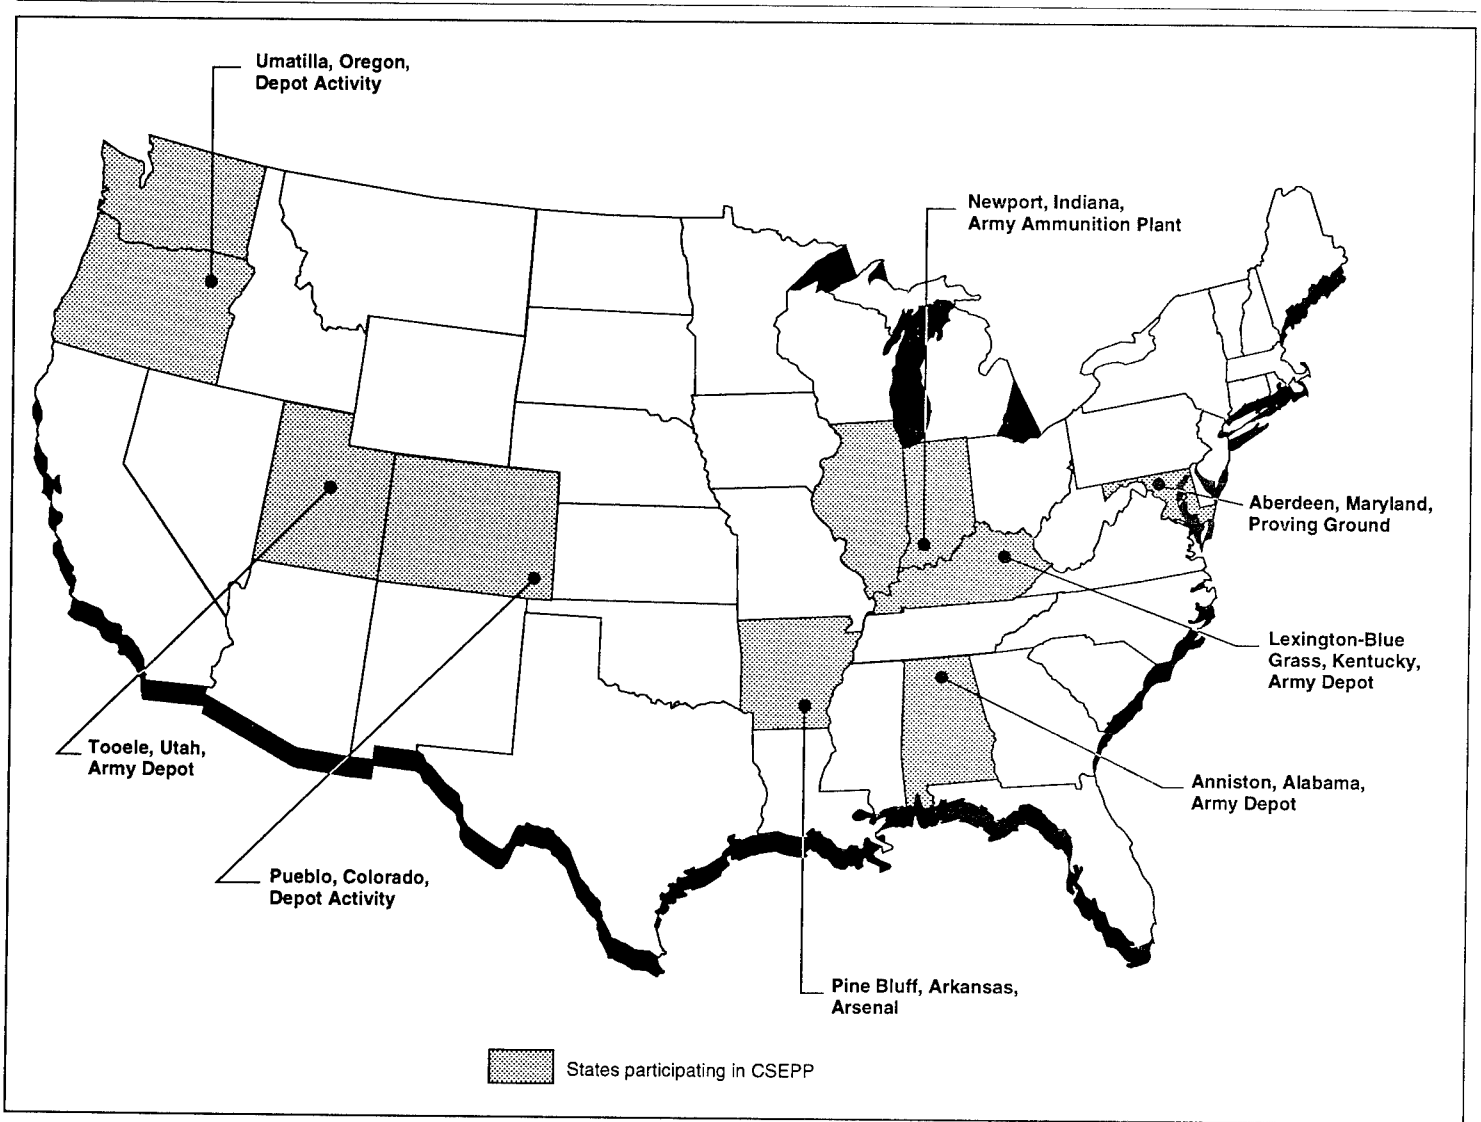 Umatilla, Oregon,
Depot Activity
Newport, Indiana,
Army Ammunition Plant
Aberdeen, Maryland,
Proving Ground
Lexington-Blue
Grass, Kentucky,
Army Depot
Tooele, Utah,
Army Depot
Anniston, Alabama,
Army Depot
Pueblo, Colorado,
Depot Activity
Pine Bluff, Arkansas,
Arsenal
States participating in CSEPP